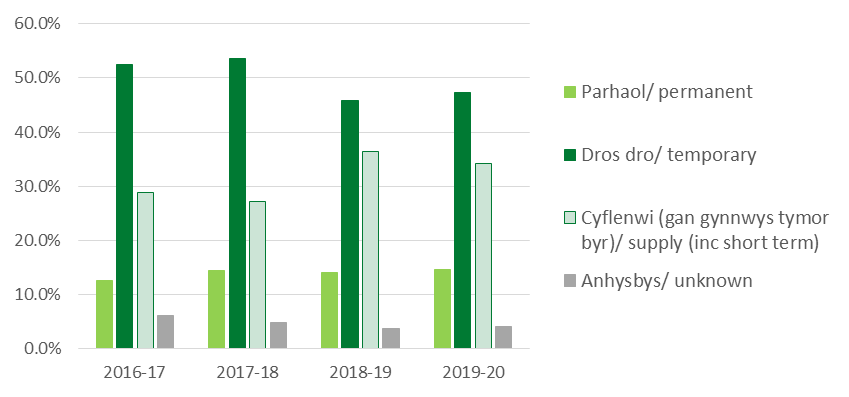 60.0%
50.0%
40.0%
30.0%
20.0%
10.0%
0.0%
2016-17
2017-18
2018-19
2019-20
Parhaol/ permanent
Dros dro/ temporary
Cyflenwi (gan gynnwys tymor
byr)/ supply (inc short term)
Anhysbys/ unknown